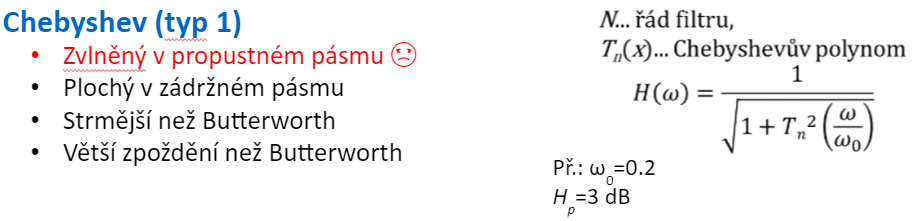 Chebyshev (typ 1)
• Zvlněný v propustném pásmu ☹
• Plochý v zádržném pásmu
• Strmější než Butterworth
• Větší zpoždění než Butterworth
N... řád filtru,
Tₙ(x)... Chebyshevův polynom
H(ω) = 1 / √(1 + Tₙ²(ω/ω₀))
Př.: ω₀=0.2
Hₚ=3 dB